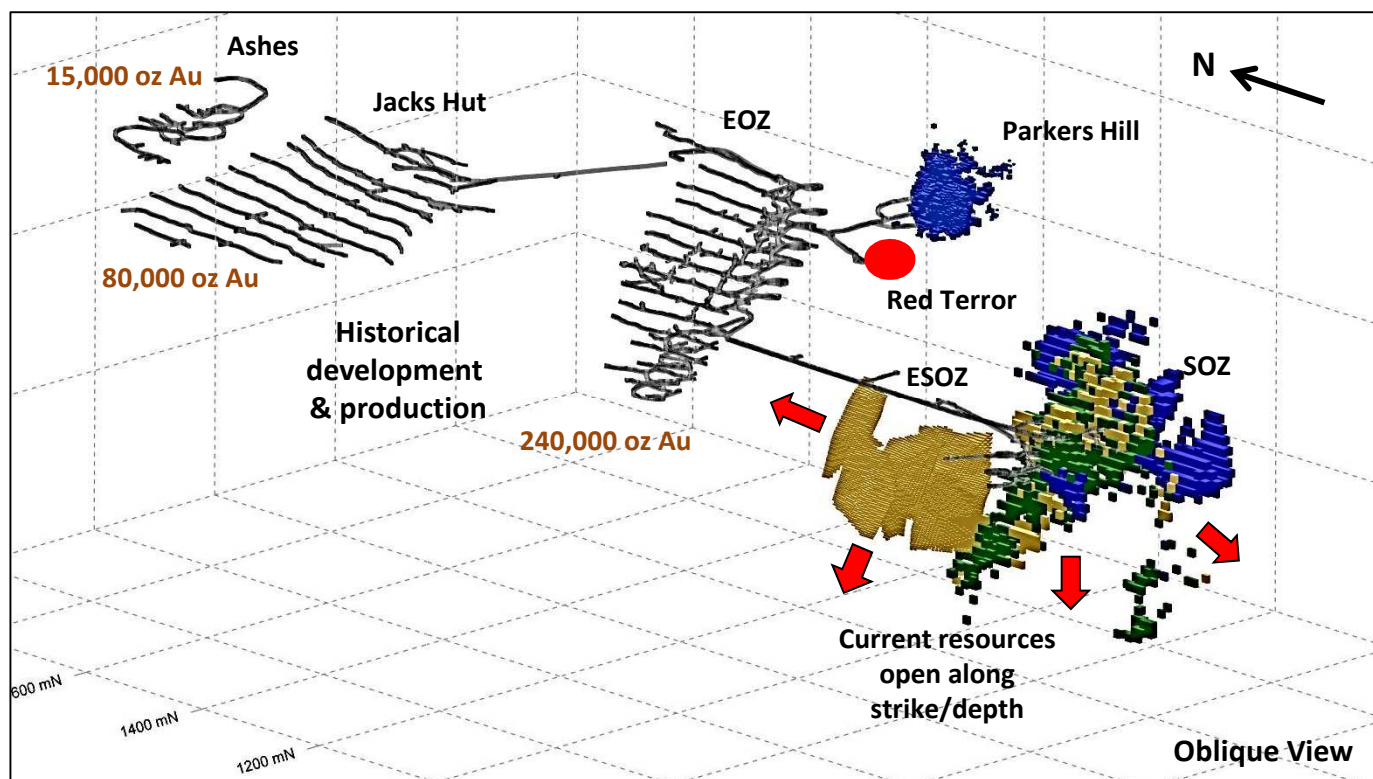 Ashes
15,000 oz Au
Jacks Hut
N
EOZ
Parkers Hill
80,000 oz Au
Red Terror
Historical
development
& production
ESOZ
SOZ
240,000 oz Au
Current resources
open along
strike/depth
600 mN
1400 mN
1200 mN
Oblique View